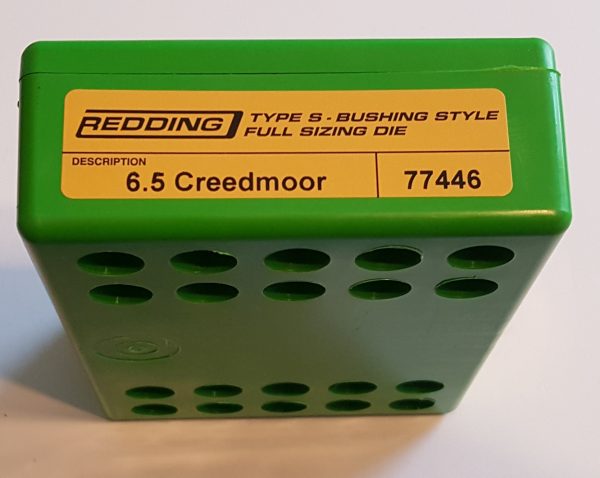 REDDING
TYPE S - BUSHING STYLE
FULL SIZING DIE
DESCRIPTION
6.5 Creedmoor
77446